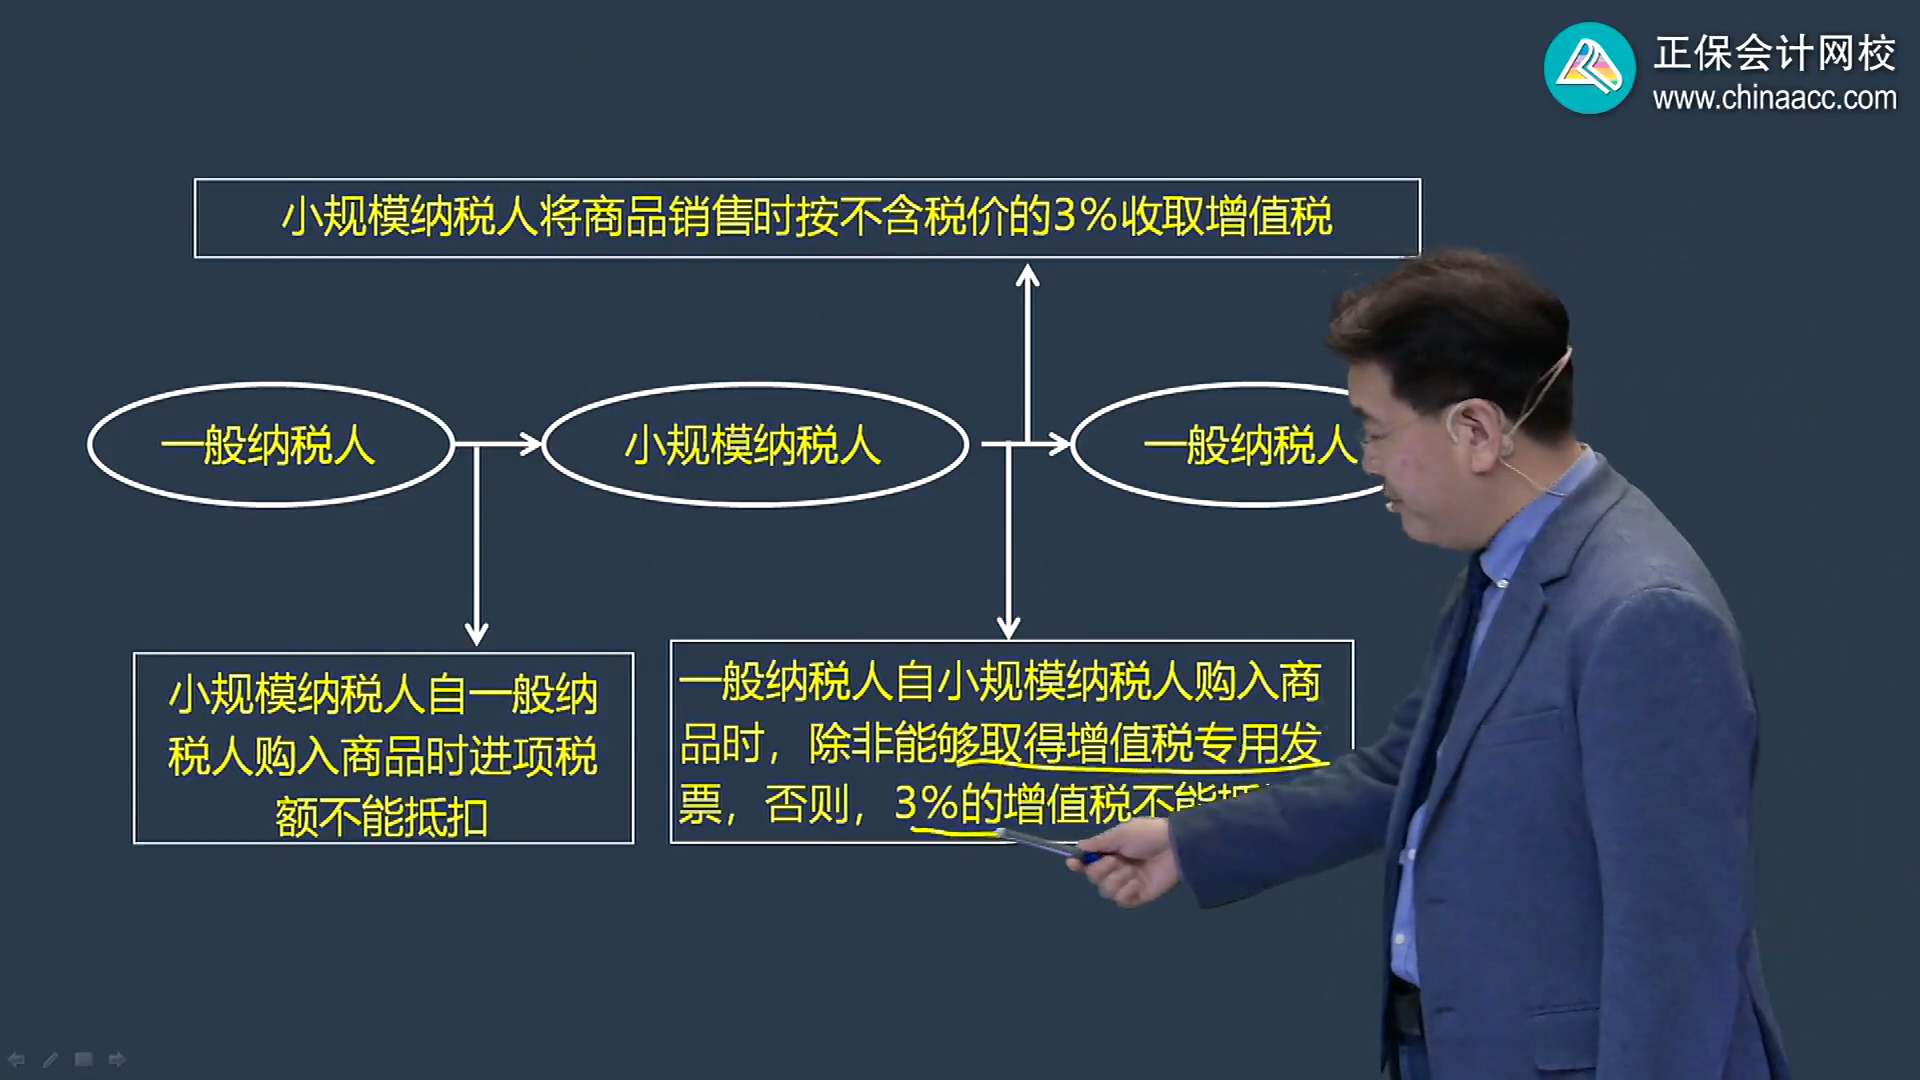 正保会计网校
www.chinaacc.com
小规模纳税人将商品销售时按不含税价的3%收取增值税
一般纳税人
小规模纳税人
一般纳税人
小规模纳税人自一般纳
税人购入商品时进项税
额不能抵扣
一般纳税人自小规模纳税人购入商
品时，除非能够取得增值税专用发
票，否则，3%的增值税不能